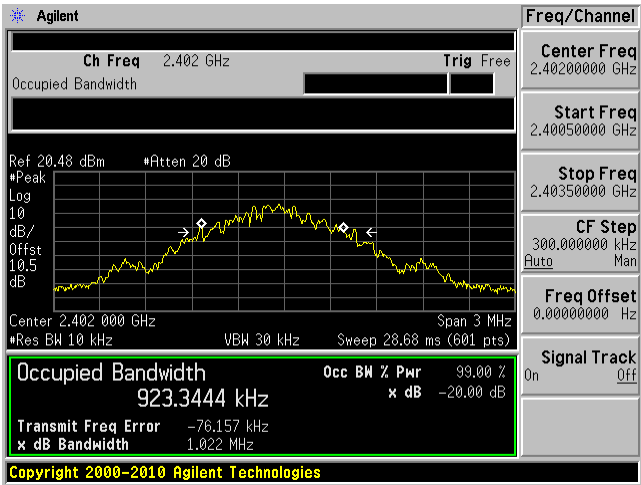 Agilent
Freq/Channel
Ch Freq 2.402 GHz Trig Free
Occupied Bandwidth
Center Freq
2.40200000 GHz
Start Freq
2.40050000 GHz
Stop Freq
2.40350000 GHz
CF Step
300.000000 kHz
Auto Man
Freq Offset
0.00000000 Hz
Signal Track
On Off
Ref 20.48 dBm #Atten 20 dB
#Peak
Log
10
dB/
Offst
10.5
dB
Center 2.402 000 GHz Span 3 MHz
#Res BW 10 kHz VBW 30 kHz Sweep 28.68 ms (601 pts)
Occupied Bandwidth Occ BW % Pwr 99.00 %
923.3444 kHz x dB -20.00 dB
Transmit Freq Error -76.157 kHz
x dB Bandwidth 1.022 MHz
Copyright 2000-2010 Agilent Technologies